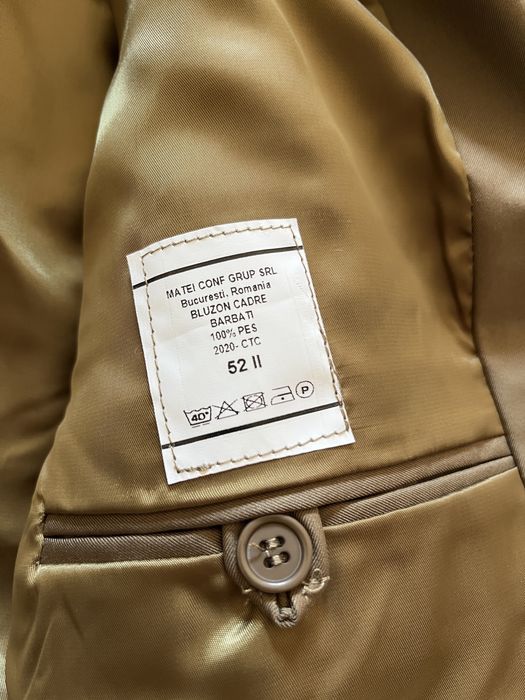 MATEI CONF GRUP SRL
Bucuresti, Romania
BLUZON CADRE
BARBATI
100% PES
2020- CTC
52 II
40° P